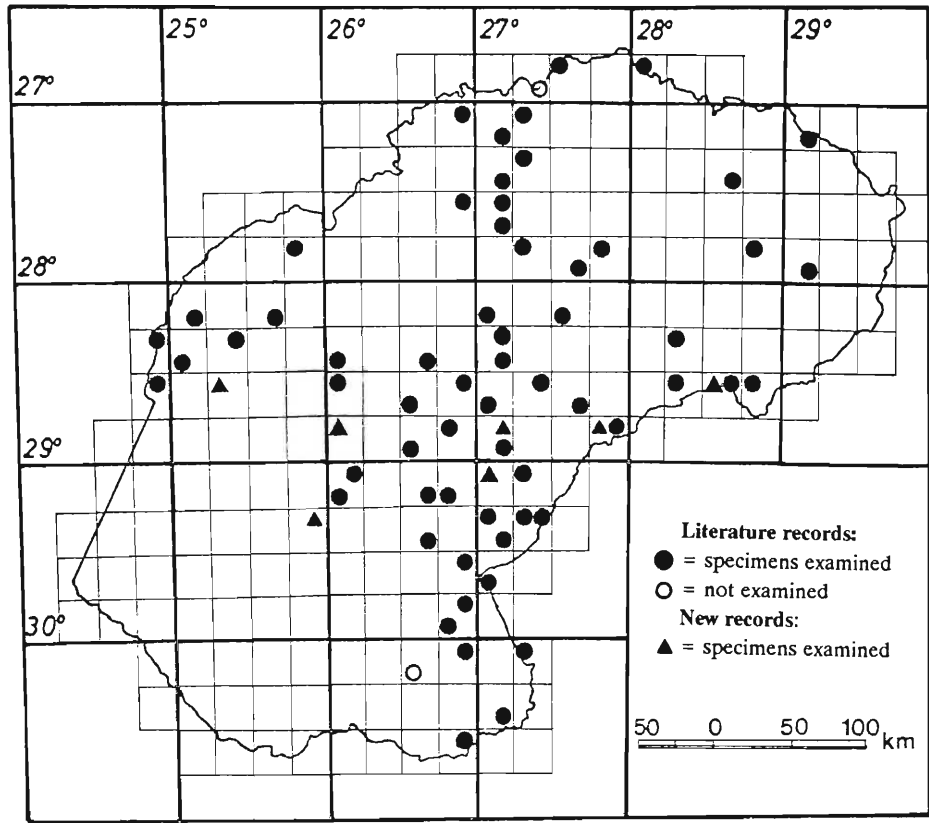 25° 26° 27° 28° 29°
27°
28°
29°
30°
Literature records:
● = specimens examined
○ = not examined
New records:
▲ = specimens examined
50 0 50 100 km